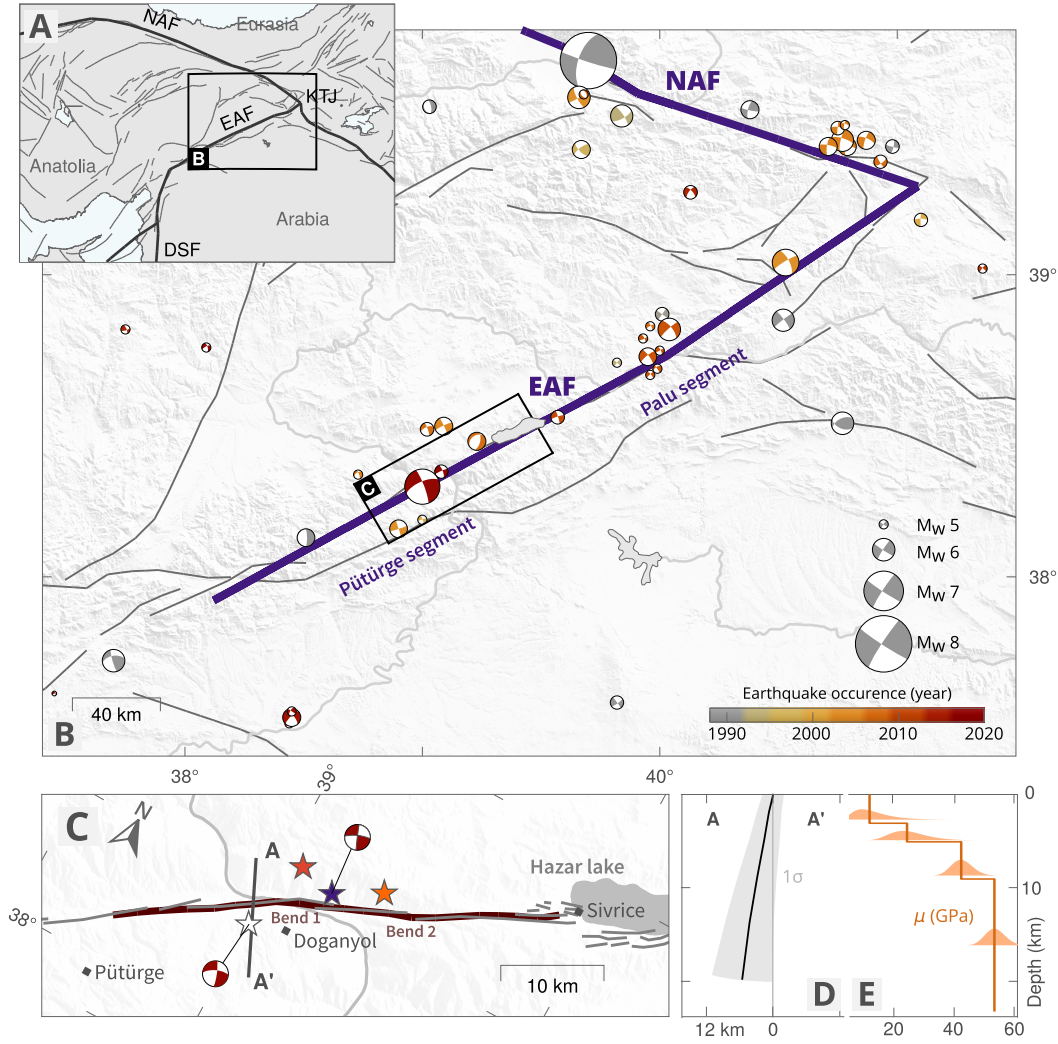 A
NAF
Eurasia
KTJ
EAF
B
Anatolia
Arabia
DSF
NAF
39°
EAF
Palu segment
C
Pütürge segment
38°
Mw 5
Mw 6
Mw 7
Mw 8
Earthquake occurence (year)
1990 2000 2010 2020
40 km
B
38° 39° 40°
C
N
A
Hazar lake
Sivrice
38°
Bend 1
Bend 2
Doganyol
Pütürge
A'
10 km
A A'
1σ
D
12 km 0
μ (GPa)
E
20 40 60
0
10
Depth (km)